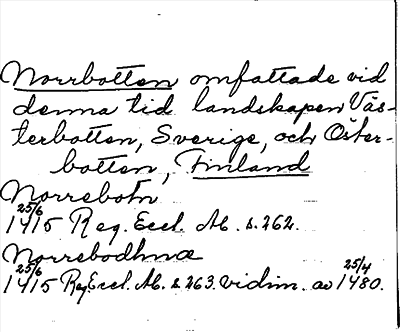 Norrbotten omfattade vid
denna tid landskapen Väs-
terbotten, Sverige, och Öster-
botten, Finland
Norrebotn
25/6 1415 Reg. Eccl. Ab. s. 262.
Norrebodhnæ
25/6 1415 Reg Eccl. Ab. s 263. vidim. av 25/4 1480.